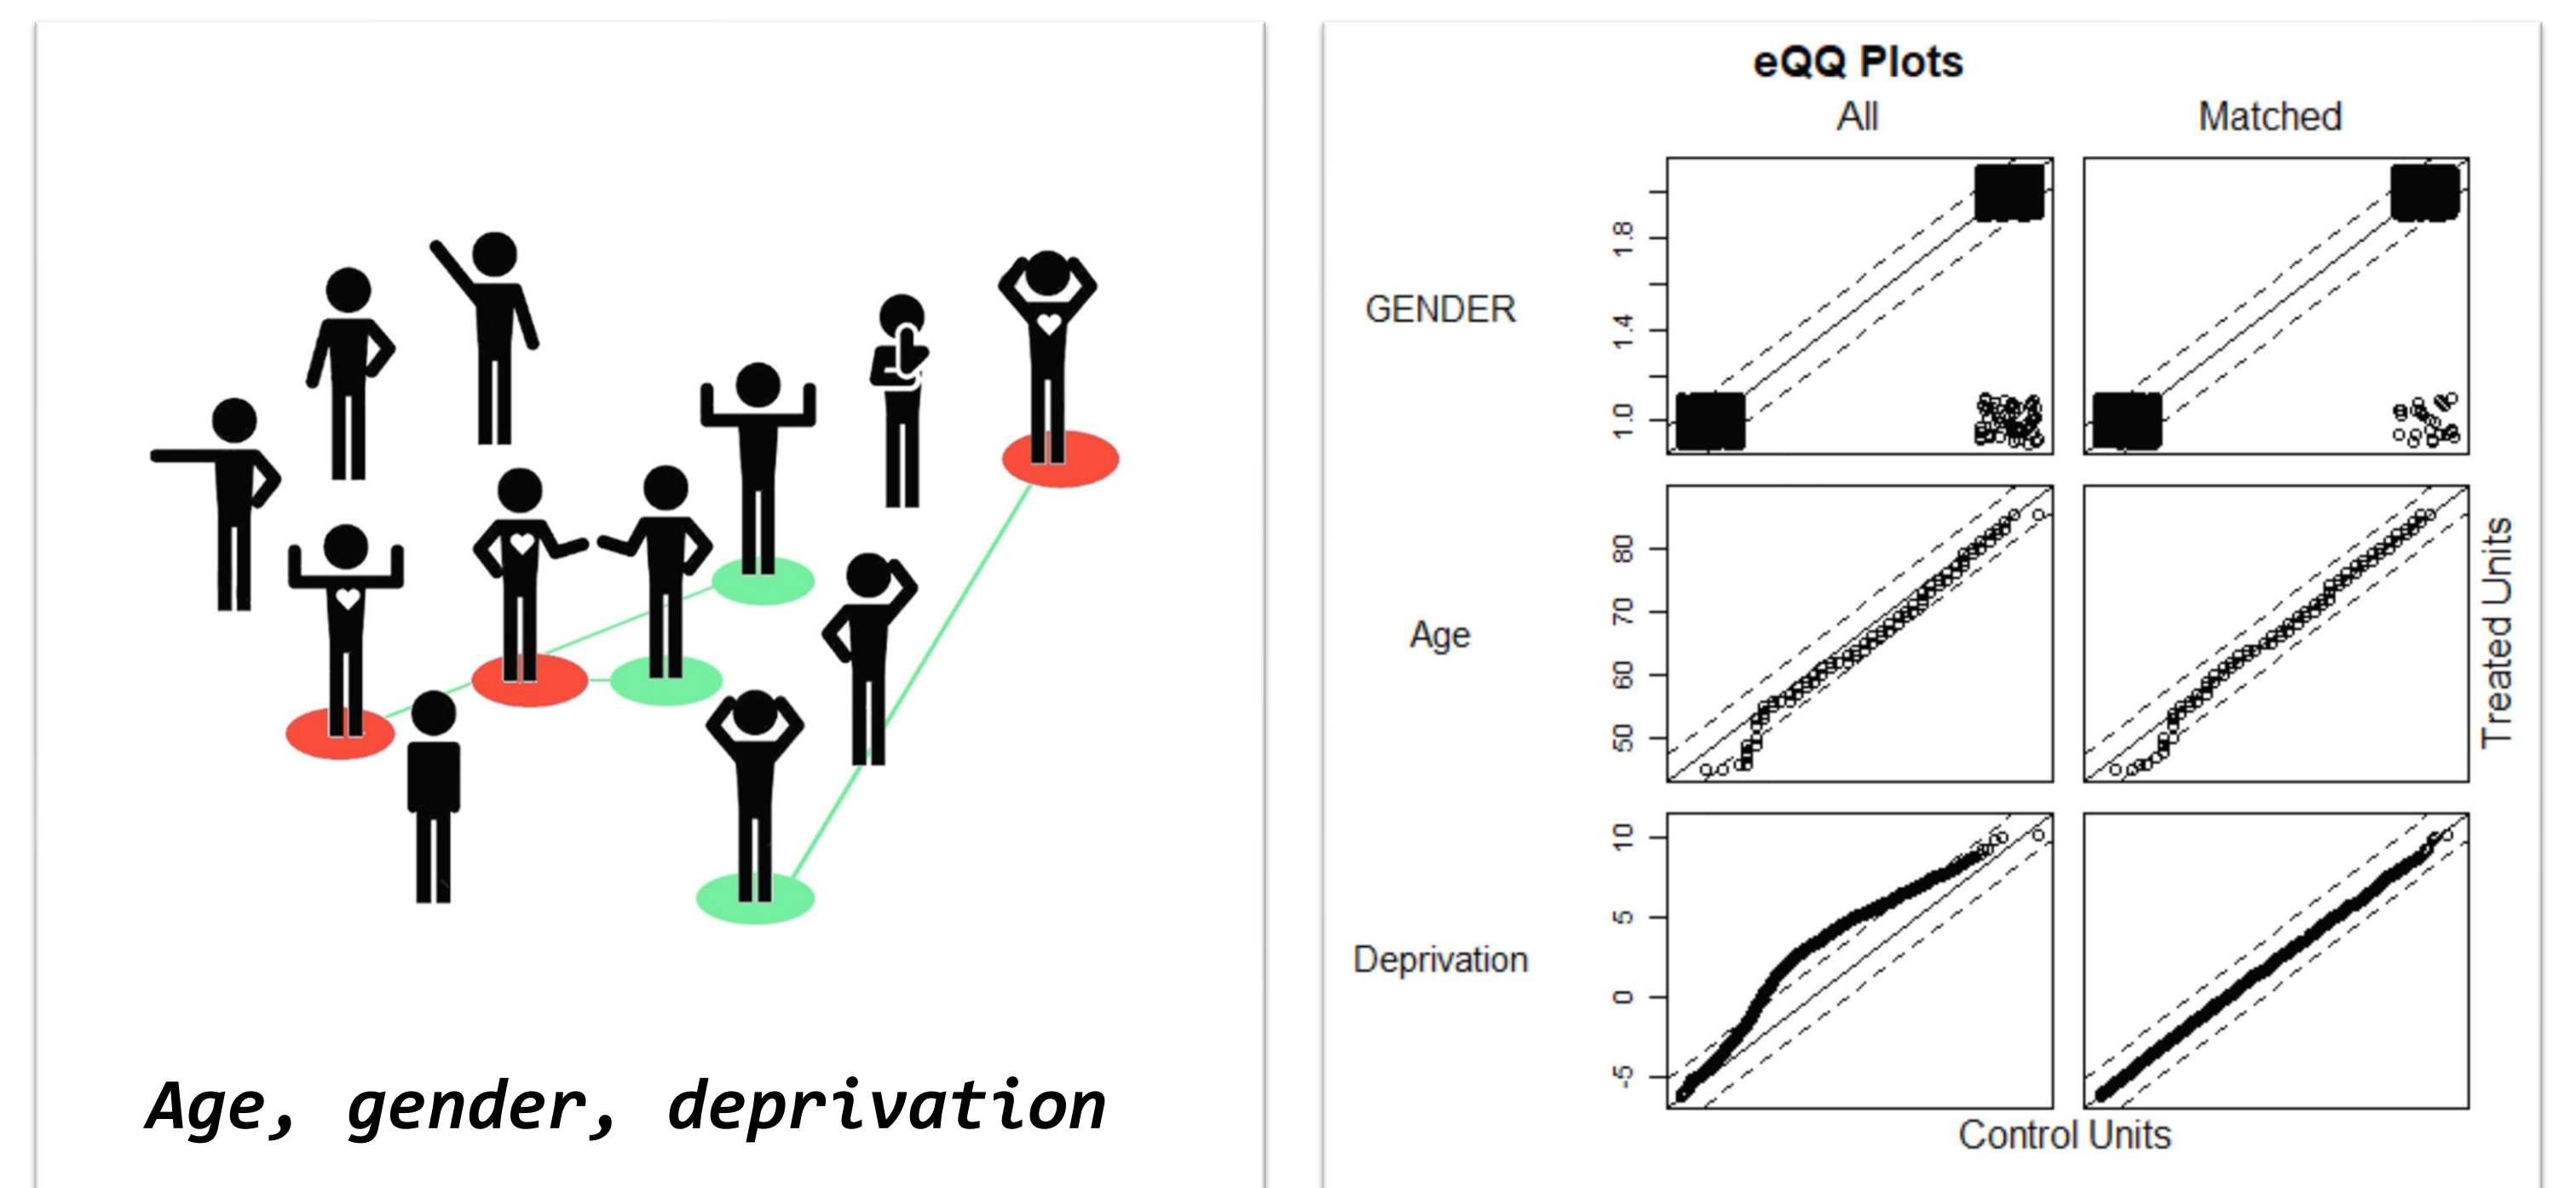 Age, gender, deprivation
eQQ Plots
All Matched
GENDER
1.8
1.4
1.0
Age
80
70
60
50
Deprivation
10
5
0
-5
Treated Units
Control Units